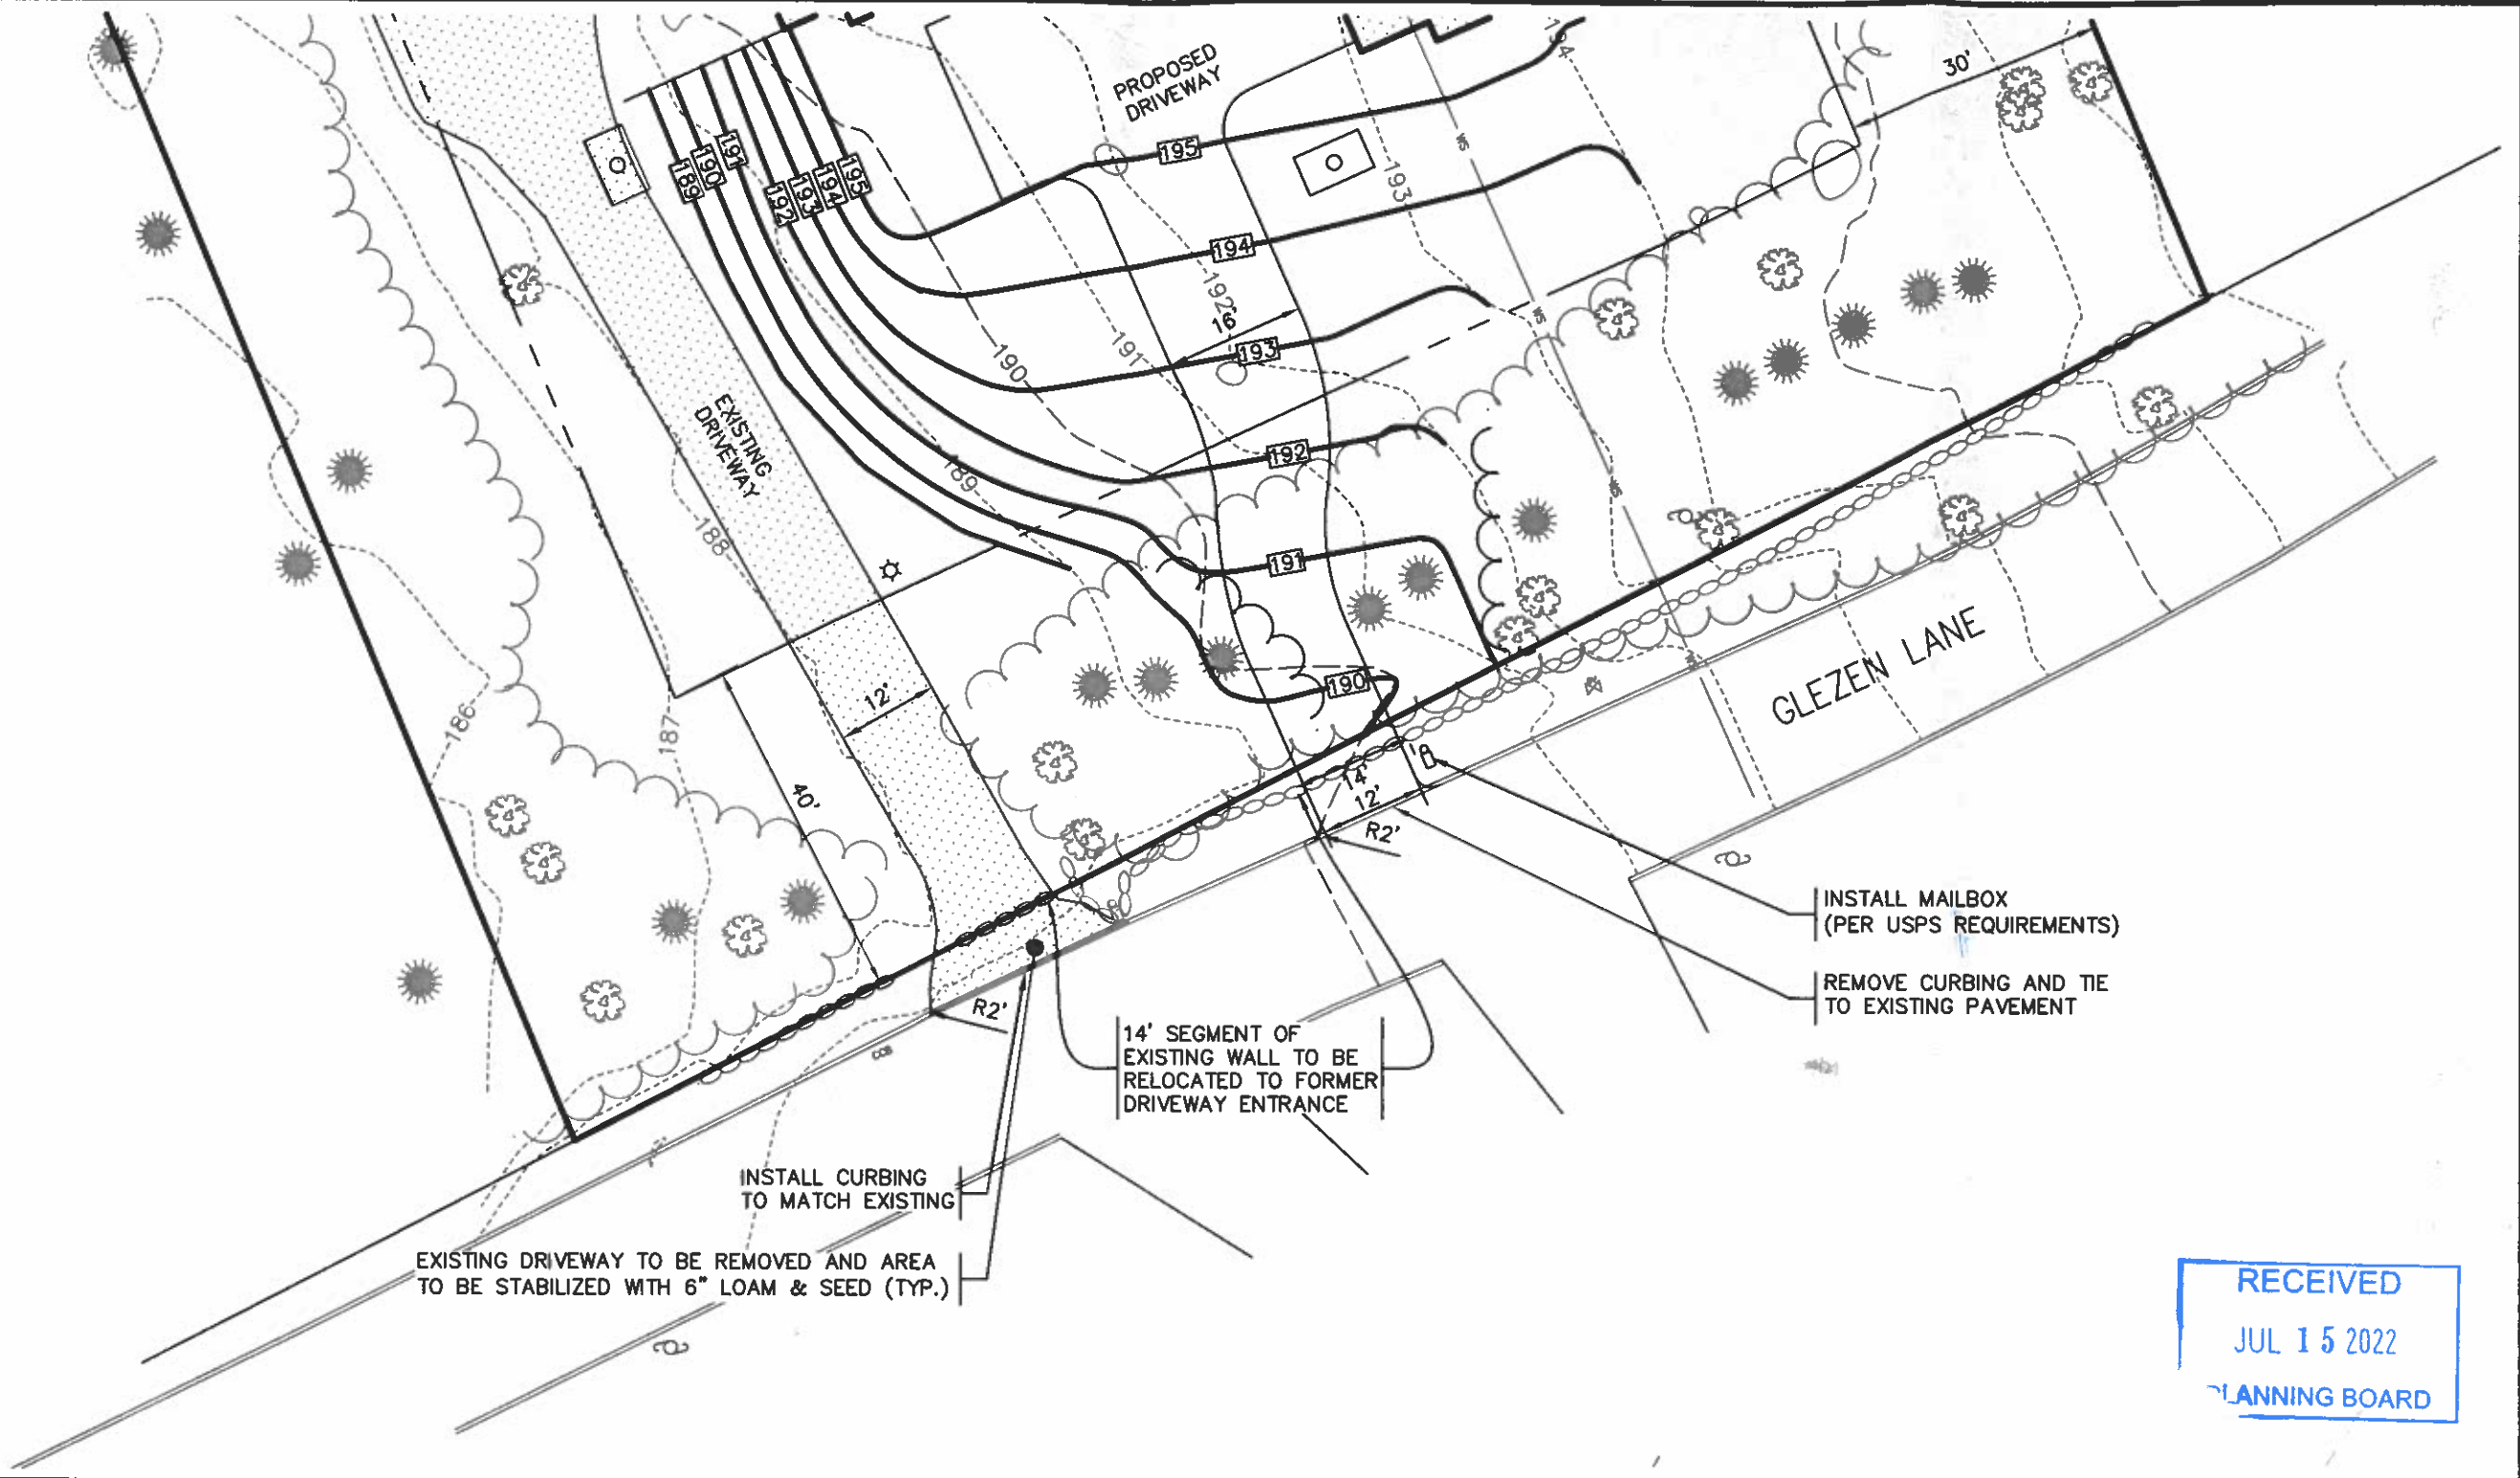 30'
PROPOSED
DRIVEWAY
194
195
189
190
191
192
193
194
195
193
194
192
16'
193
191
190
EXISTING
DRIVEWAY
192
189
188
191
GLEZEN LANE
12'
190
186
187
40'
14'
12'
R2'
INSTALL MAILBOX
(PER USPS REQUIREMENTS)
REMOVE CURBING AND TIE
TO EXISTING PAVEMENT
R2'
14' SEGMENT OF
EXISTING WALL TO BE
RELOCATED TO FORMER
DRIVEWAY ENTRANCE
INSTALL CURBING
TO MATCH EXISTING
EXISTING DRIVEWAY TO BE REMOVED AND AREA
TO BE STABILIZED WITH 6" LOAM & SEED (TYP.)
RECEIVED
JUL 15 2022
PLANNING BOARD